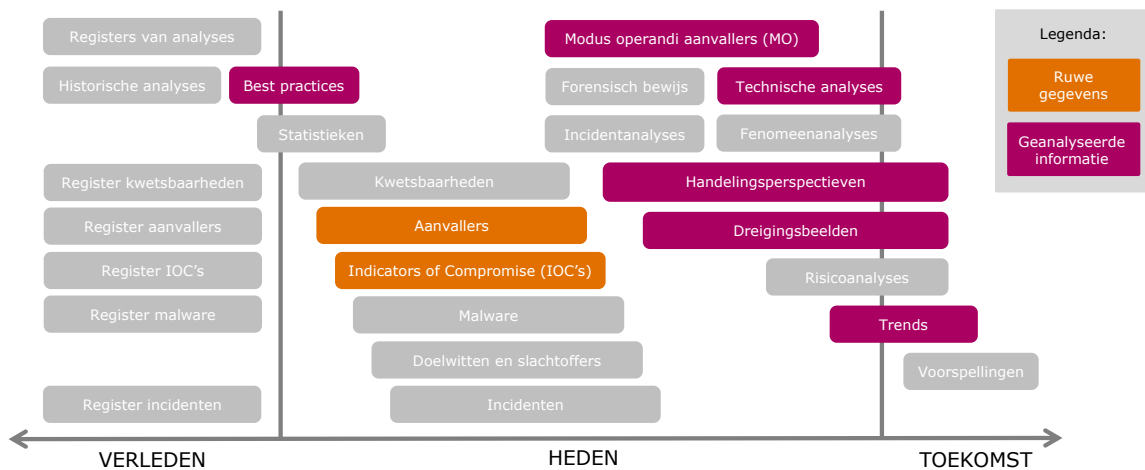 Registers van analyses
Modus operandi aanvallers (MO)
Legenda:
Historische analyses
Best practices
Forensisch bewijs
Technische analyses
Ruwe
gegevens
Statistieken
Incidentanalyses
Fenomeenanalyses
Geanalyseerde
informatie
Register kwetsbaarheden
Kwetsbaarheden
Handelingsperspectieven
Register aanvallers
Aanvallers
Dreigingsbeelden
Register IOC's
Indicators of Compromise (IOC's)
Risicoanalyses
Register malware
Malware
Trends
Doelwitten en slachtoffers
Voorspellingen
Register incidenten
Incidenten
VERLEDEN
HEDEN
TOEKOMST